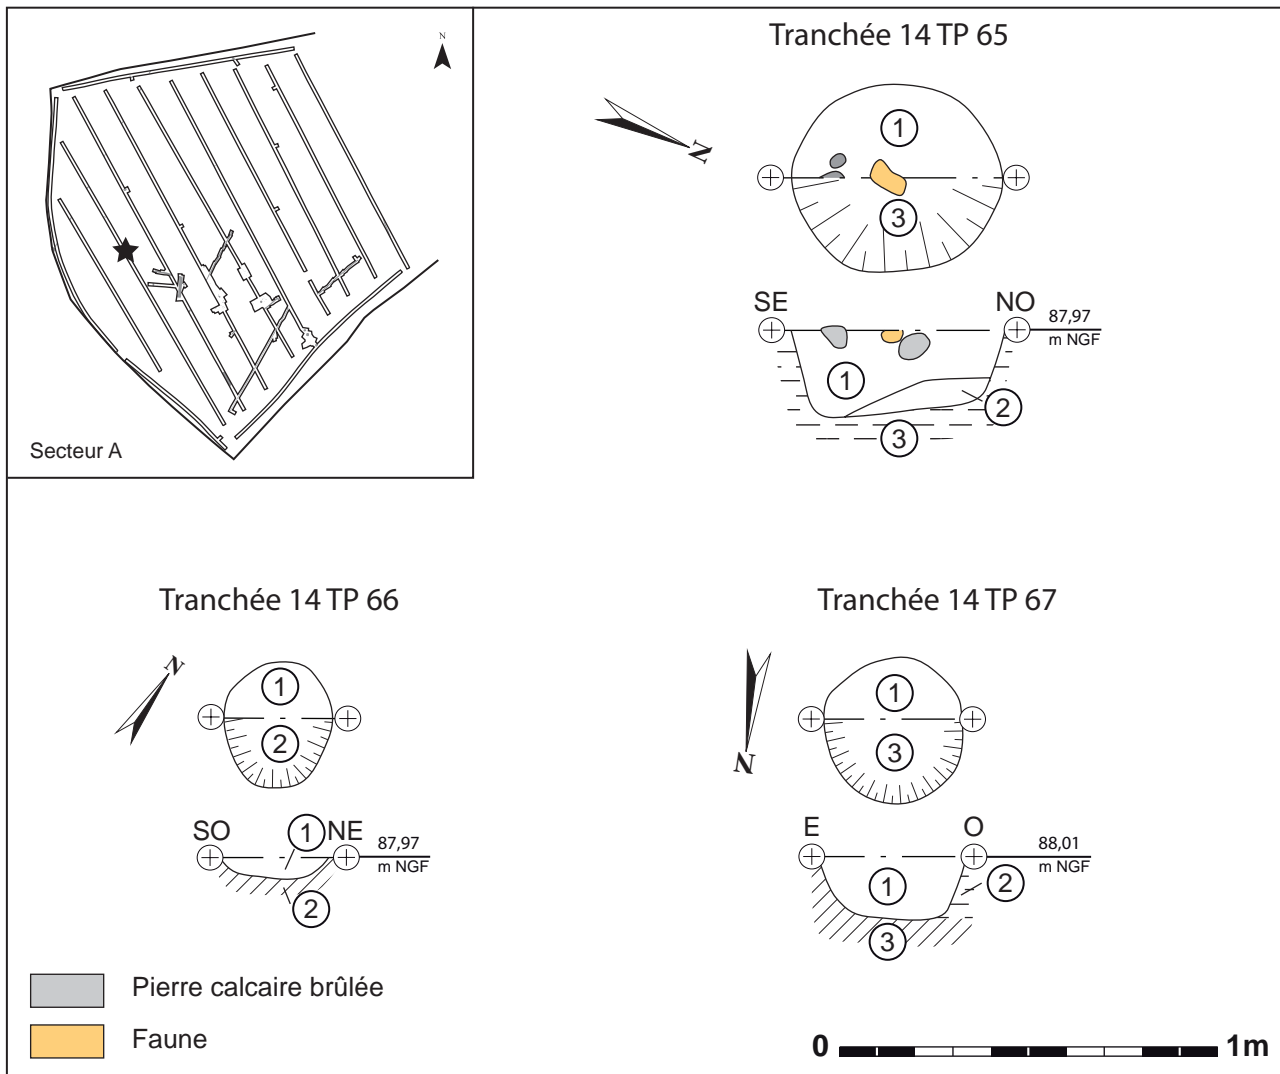 N
Secteur A
Tranchée 14 TP 65
N
1
3
SE
NO
87,97
m NGF
1
2
3
Tranchée 14 TP 66
N
1
2
SO
1
NE
87,97
m NGF
2
Tranchée 14 TP 67
N
1
3
E
O
88,01
m NGF
1
2
3
Pierre calcaire brûlée
Faune
0
1m